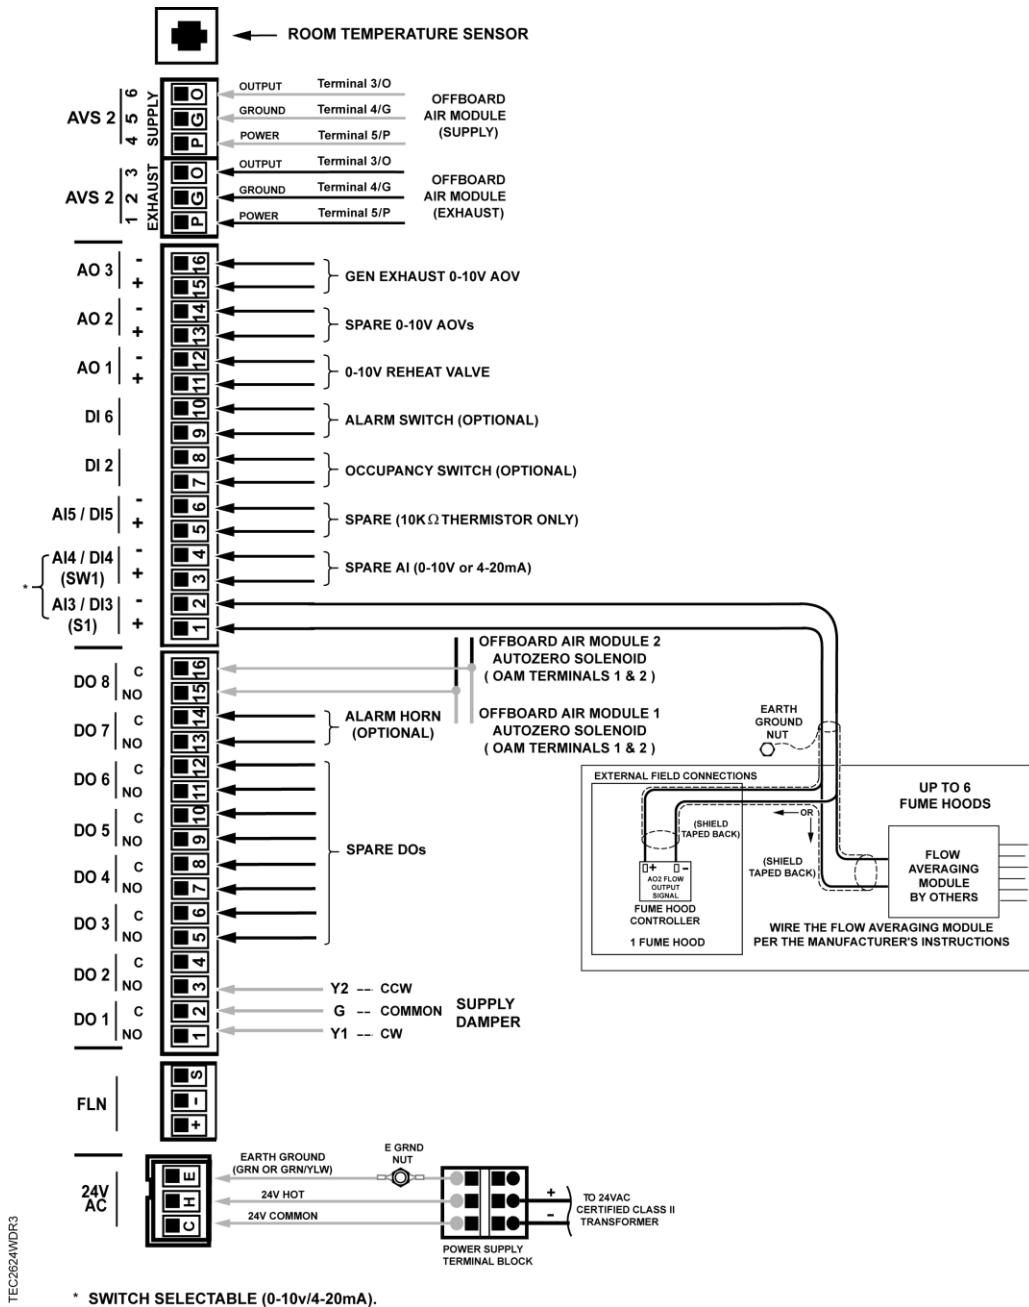 ROOM TEMPERATURE SENSOR
AVS 2
4 5 6
SUPPLY
O
G
P
OUTPUT Terminal 3/O
GROUND Terminal 4/G
POWER Terminal 5/P
OFFBOARD
AIR MODULE
(SUPPLY)
AVS 2
1 2 3
EXHAUST
O
G
P
OUTPUT Terminal 3/O
GROUND Terminal 4/G
POWER Terminal 5/P
OFFBOARD
AIR MODULE
(EXHAUST)
AO 3 - 16
+ 15
GEN EXHAUST 0-10V AOV
AO 2 - 14
+ 13
SPARE 0-10V AOVs
AO 1 - 12
+ 11
0-10V REHEAT VALVE
DI 6 10
9
ALARM SWITCH (OPTIONAL)
DI 2 8
7
OCCUPANCY SWITCH (OPTIONAL)
AI5 / DI5 - 6
+ 5
SPARE (10KΩ THERMISTOR ONLY)
* AI4 / DI4 - 4
(SW1) + 3
SPARE AI (0-10V or 4-20mA)
AI3 / DI3 - 2
(S1) + 1
DO 8 C 16
NO 15
OFFBOARD AIR MODULE 2
AUTOZERO SOLENOID
( OAM TERMINALS 1 & 2 )
OFFBOARD AIR MODULE 1
AUTOZERO SOLENOID
( OAM TERMINALS 1 & 2 )
DO 7 C 14
NO 13
ALARM HORN
(OPTIONAL)
DO 6 C 12
NO 11
DO 5 C 10
NO 9
DO 4 C 8
NO 7
DO 3 C 6
NO 5
SPARE DOs
DO 2 C 4
NO 3
DO 1 C 2
NO 1
Y2 -- CCW
G -- COMMON
Y1 -- CW
SUPPLY
DAMPER
EARTH
GROUND
NUT
EXTERNAL FIELD CONNECTIONS
UP TO 6
FUME HOODS
OR
(SHIELD
TAPED BACK)
(SHIELD
TAPED BACK)
+ -
AO2 FLOW
OUTPUT
SIGNAL
FUME HOOD
CONTROLLER
1 FUME HOOD
FLOW
AVERAGING
MODULE
BY OTHERS
WIRE THE FLOW AVERAGING MODULE
PER THE MANUFACTURER'S INSTRUCTIONS
FLN
S
-
+
24V
AC
E
H
C
EARTH GROUND
(GRN OR GRN/YLW)
24V HOT
24V COMMON
E GRND
NUT
+
-
TO 24VAC
CERTIFIED CLASS II
TRANSFORMER
POWER SUPPLY
TERMINAL BLOCK
TEC2624WDR3
* SWITCH SELECTABLE (0-10v/4-20mA).